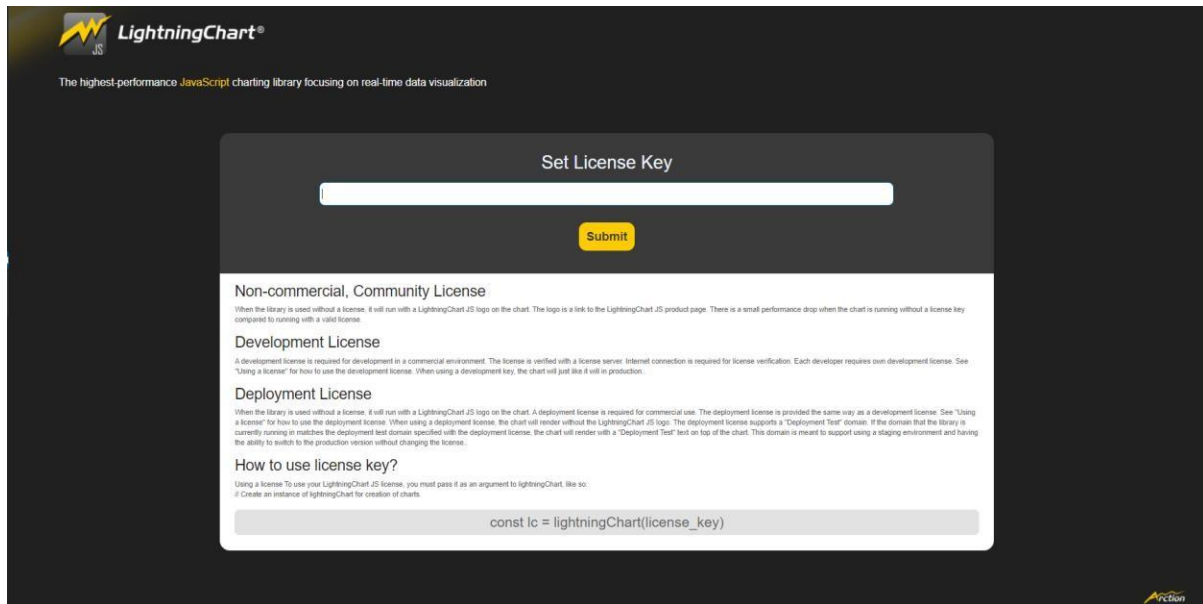 JS
LightningChart®
The highest-performance JavaScript charting library focusing on real-time data visualization
Set License Key
Submit
Non-commercial, Community License
When the library is used without a license, it will run with a LightningChart JS logo on the chart. The logo is a link to the LightningChart JS product page. There is a small performance drop when the chart is running without a license key
compared to running with a valid license.
Development License
A development license is required for development in a commercial environment. The license is verified with a license server. Internet connection is required for license verification. Each developer requires own development license. See
"Using a license" for how to use the development license. When using a development key, the chart will just like it will in production.
Deployment License
When the library is used without a license, it will run with a LightningChart JS logo on the chart. A deployment license is required for commercial use. The deployment license is provided the same way as a development license. See "Using
a license" for how to use the deployment license. When using a deployment license, the chart will render without the LightningChart JS logo. The deployment license supports a "Deployment Test" domain. If the domain that the library is
currently running in matches the deployment test domain specified with the deployment license, the chart will render with a "Deployment Test" text on top of the chart. This domain is meant to support using a staging environment and having
the ability to switch to the production version without changing the license.
How to use license key?
Using a license To use your LightningChart JS license, you must pass it as an argument to lightningChart, like so:
// Create an instance of lightningChart for creation of charts
const lc = lightningChart(license_key)
Arction